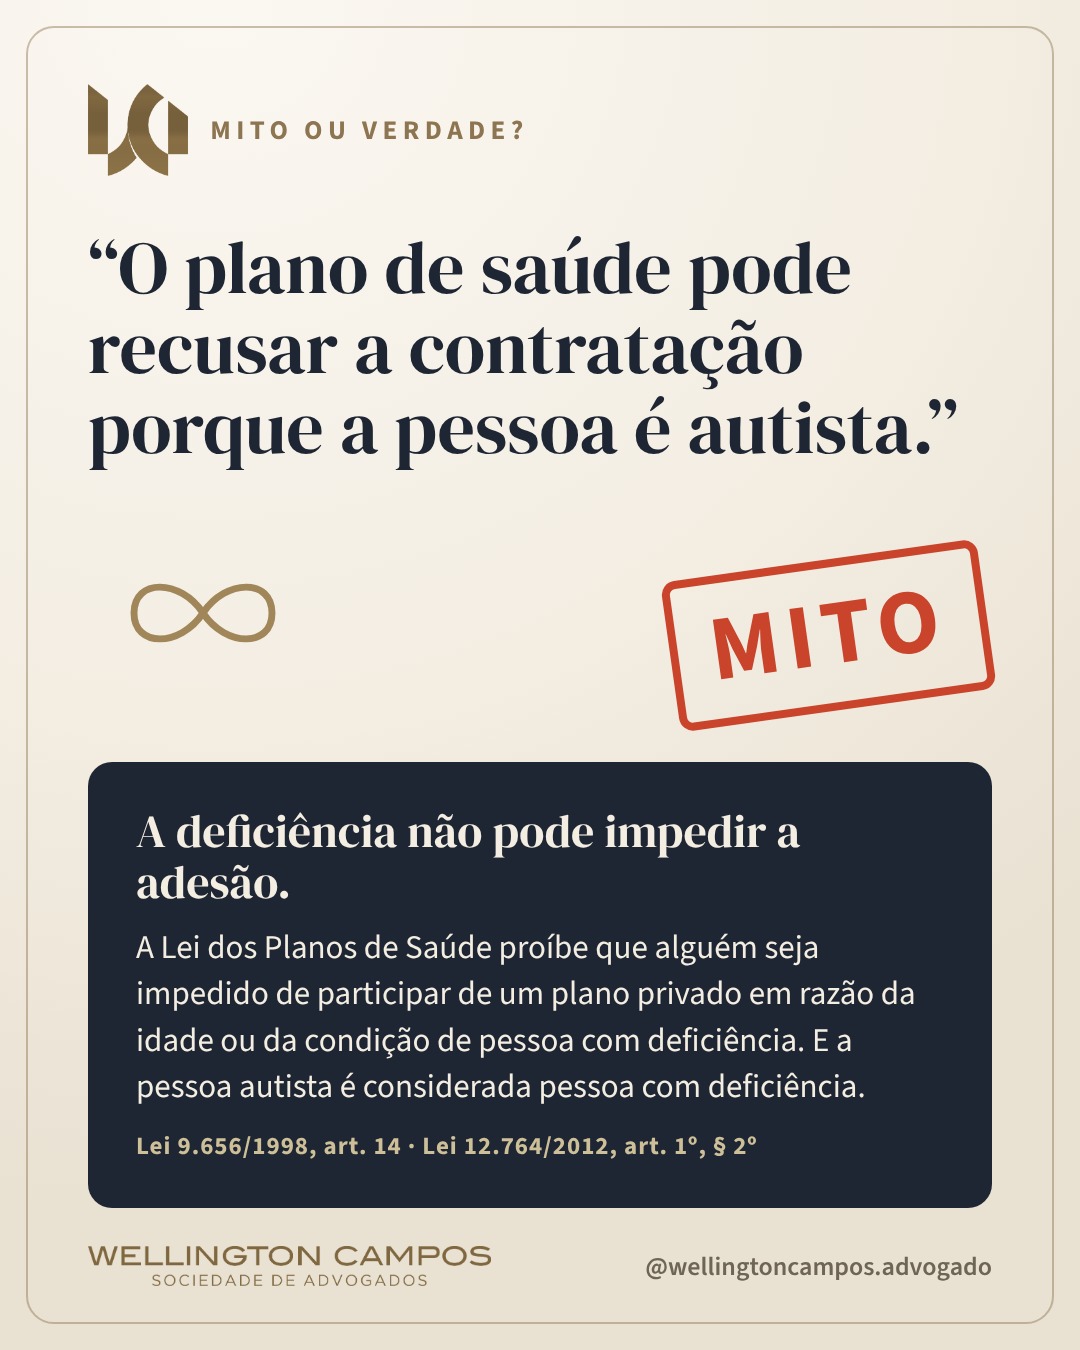 MITO OU VERDADE?
“O plano de saúde pode
recusar a contratação
porque a pessoa é autista.”
MITO
A deficiência não pode impedir a
adesão.
A Lei dos Planos de Saúde proíbe que alguém seja
impedido de participar de um plano privado em razão da
idade ou da condição de pessoa com deficiência. E a
pessoa autista é considerada pessoa com deficiência.
Lei 9.656/1998, art. 14 · Lei 12.764/2012, art. 1º, § 2º
WELLINGTON CAMPOS
SOCIEDADE DE ADVOGADOS
@wellingtoncampos.advogado